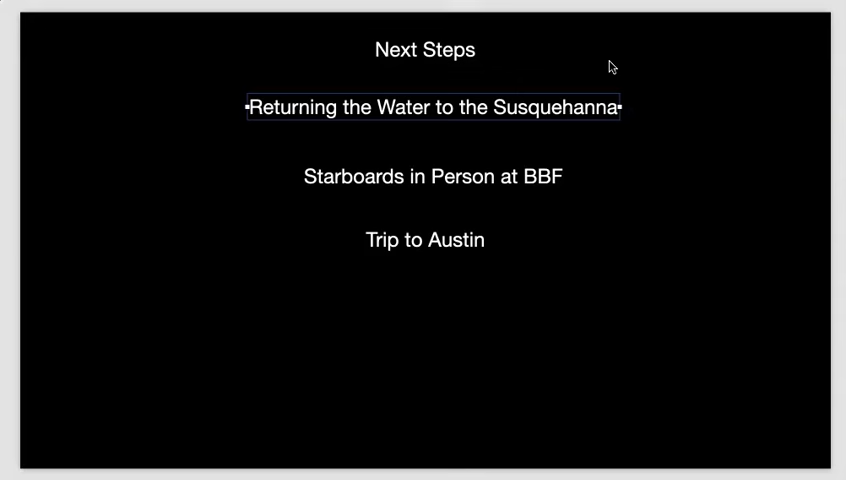 Next Steps
Returning the Water to the Susquehanna
Starboards in Person at BBF
Trip to Austin